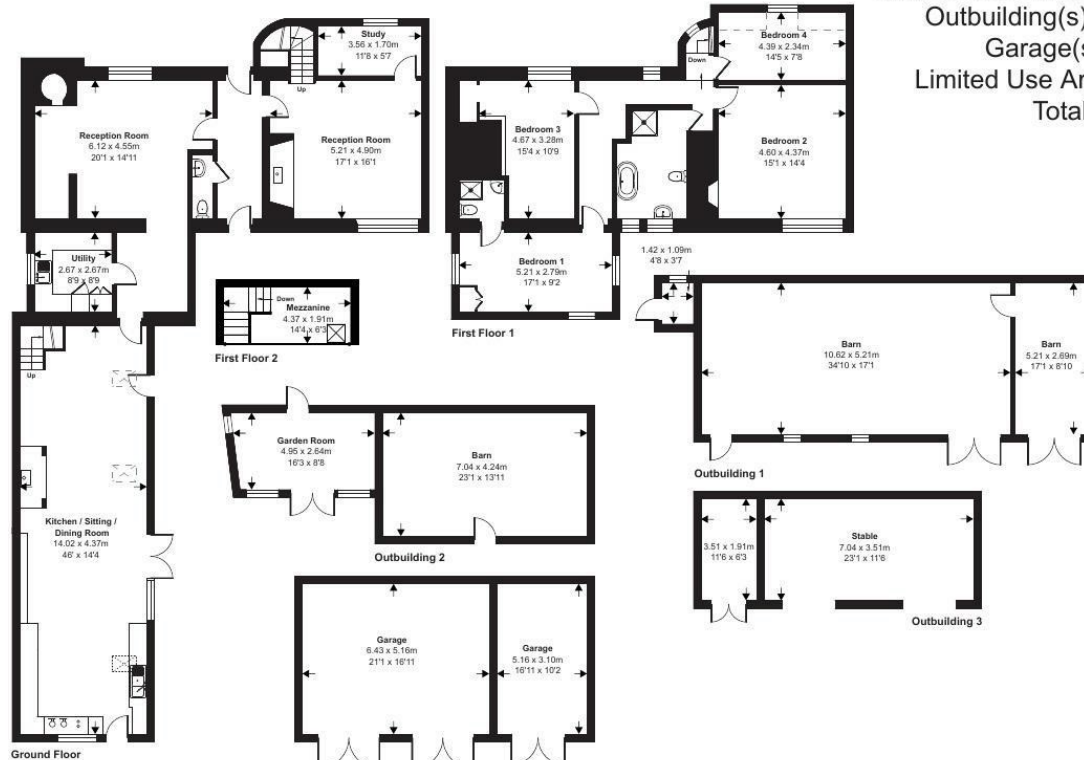 Outbuilding(s)
Garage(s
Limited Use Ar
Total
Study
3.56 x 1.70m
11'8 x 5'7
Up
Reception Room
6.12 x 4.55m
20'1 x 14'11
Reception Room
5.21 x 4.90m
17'1 x 16'1
Utility
2.67 x 2.67m
8'9 x 8'9
Up
Kitchen / Sitting /
Dining Room
14.02 x 4.37m
46' x 14'4
Ground Floor
Down
Mezzanine
4.37 x 1.91m
14'4 x 6'3
First Floor 2
Bedroom 4
4.39 x 2.34m
14'5 x 7'8
Down
Bedroom 3
4.67 x 3.28m
15'4 x 10'9
Bedroom 2
4.60 x 4.37m
15'1 x 14'4
Bedroom 1
5.21 x 2.79m
17'1 x 9'2
First Floor 1
1.42 x 1.09m
4'8 x 3'7
Barn
10.62 x 5.21m
34'10 x 17'1
Barn
5.21 x 2.69m
17'1 x 8'10
Outbuilding 1
Garden Room
4.95 x 2.64m
16'3 x 8'8
Barn
7.04 x 4.24m
23'1 x 13'11
Outbuilding 2
3.51 x 1.91m
11'6 x 6'3
Stable
7.04 x 3.51m
23'1 x 11'6
Outbuilding 3
Garage
6.43 x 5.16m
21'1 x 16'11
Garage
5.16 x 3.10m
16'11 x 10'2